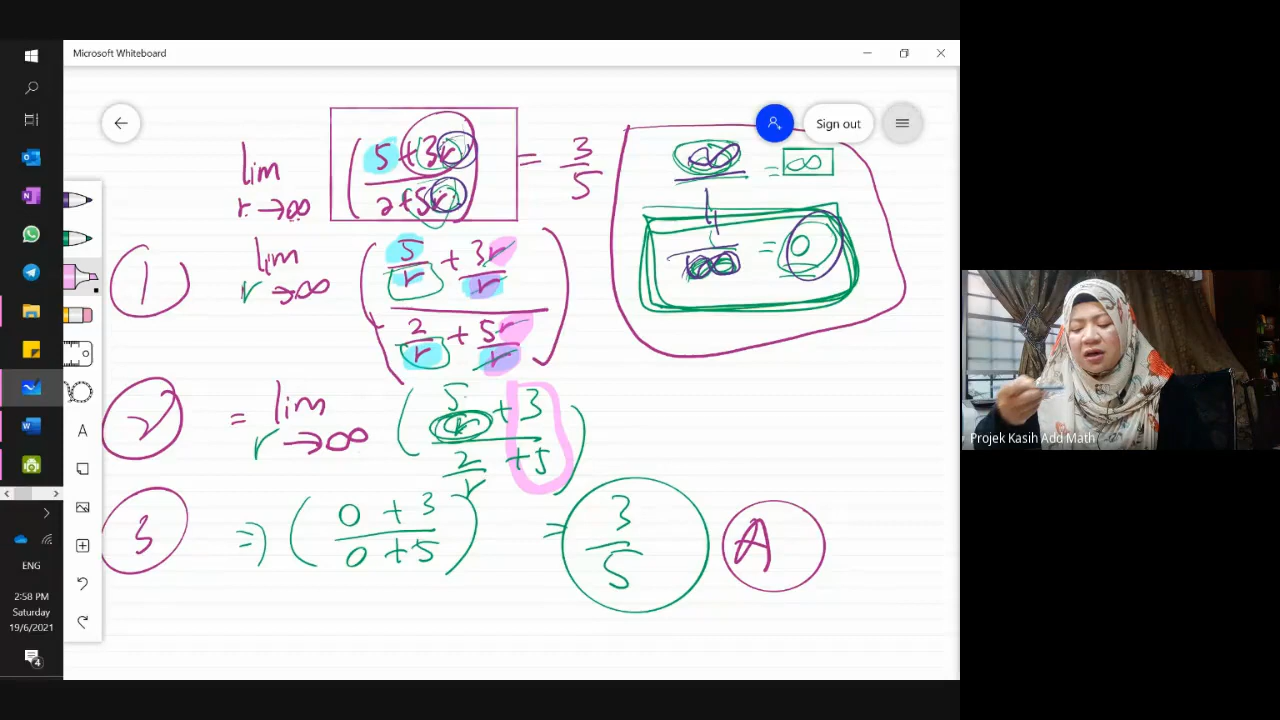 Microsoft Whiteboard
Sign out
lim r→∞ (5+3r / 2+5r) = 3/5
∞/1 = ∞
1/∞ = 0
1 lim r→∞ (5/r + 3r/r / 2/r + 5r/r)
2 = lim r→∞ (5/r + 3 / 2/r + 5)
3 ⇒ (0 + 3 / 0 + 5) = 3/5 A
Projek Kasih Add Math
A
ENG
2:58 PM
Saturday
19/6/2021
4